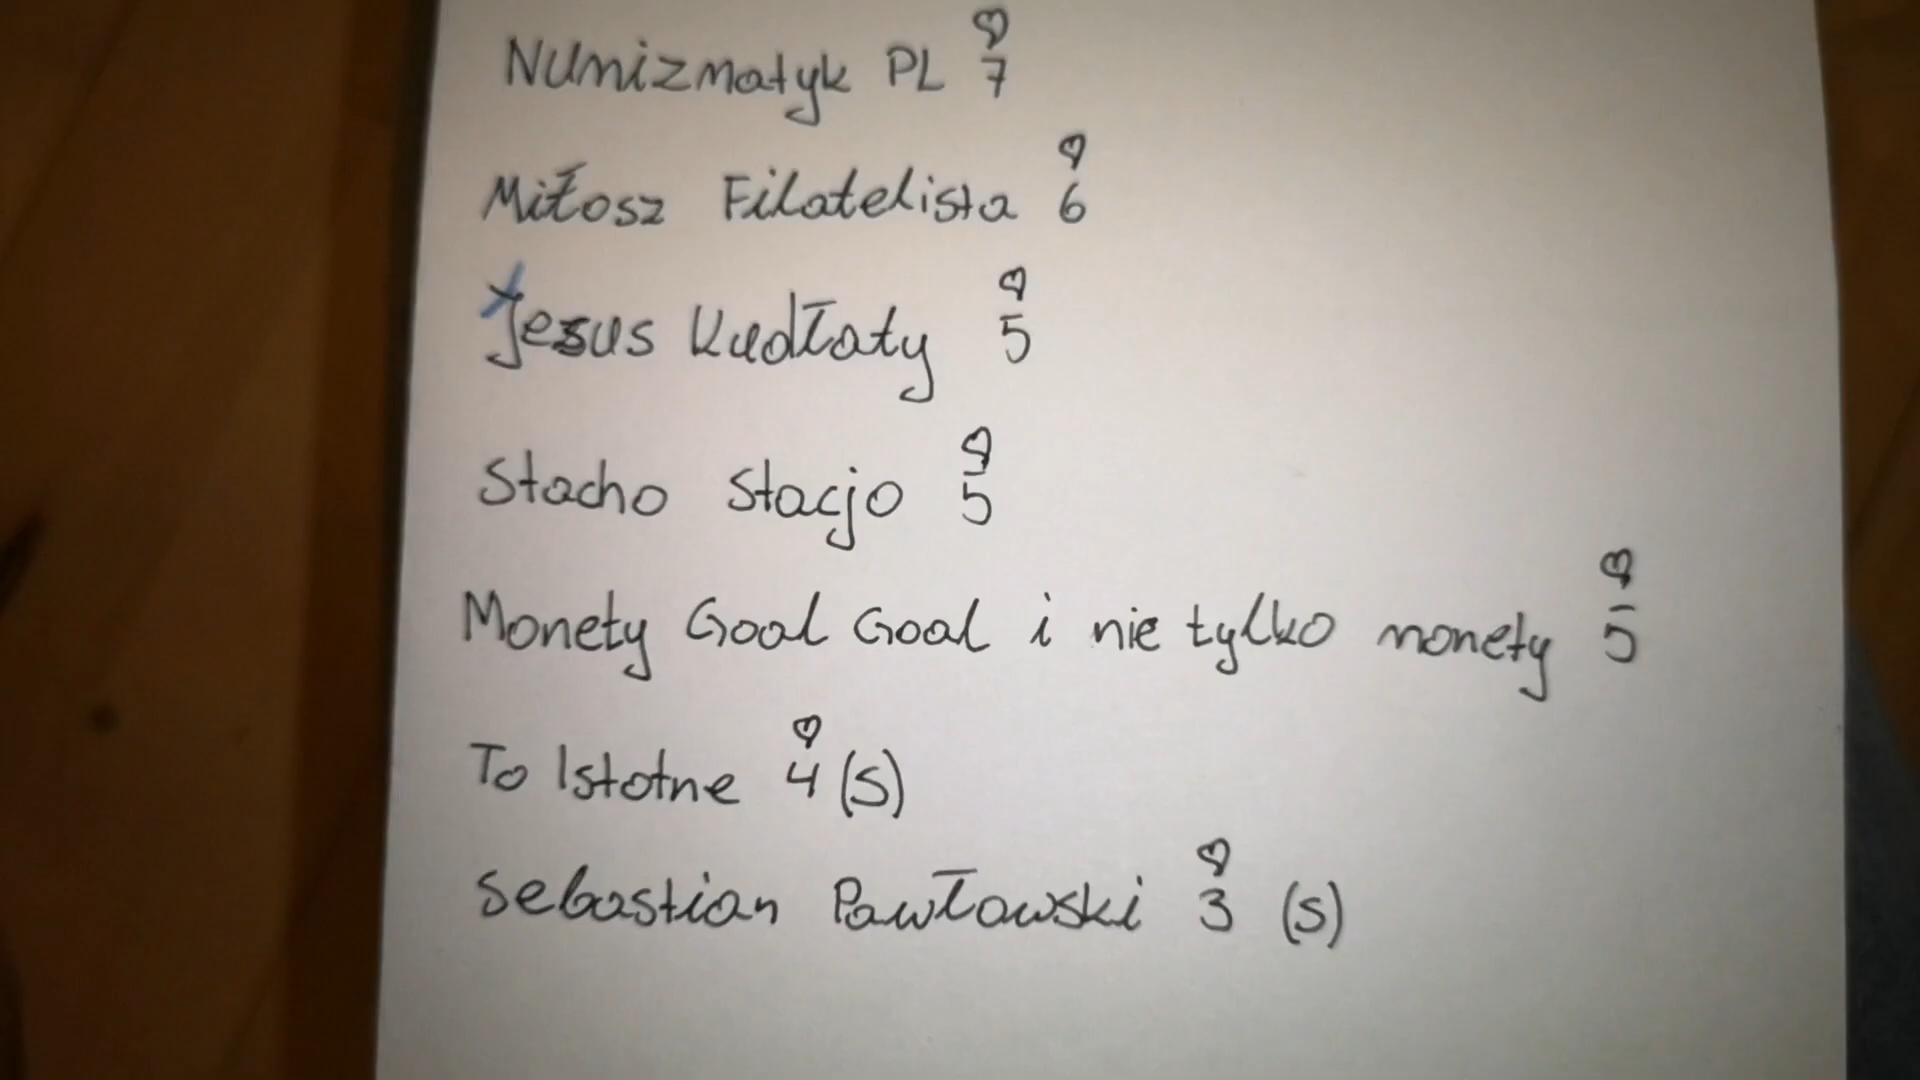 Numizmatyk PL ♡ 7
Miłosz Filatelista ♡ 6
Jesus Kudłaty ♡ 5
Stacho Stacjo ♡ 5
Monety Goal Goal i nie tylko monety ♡ 5
To Istotne ♡ 4 (S)
Sebastian Pawłowski ♡ 3 (S)